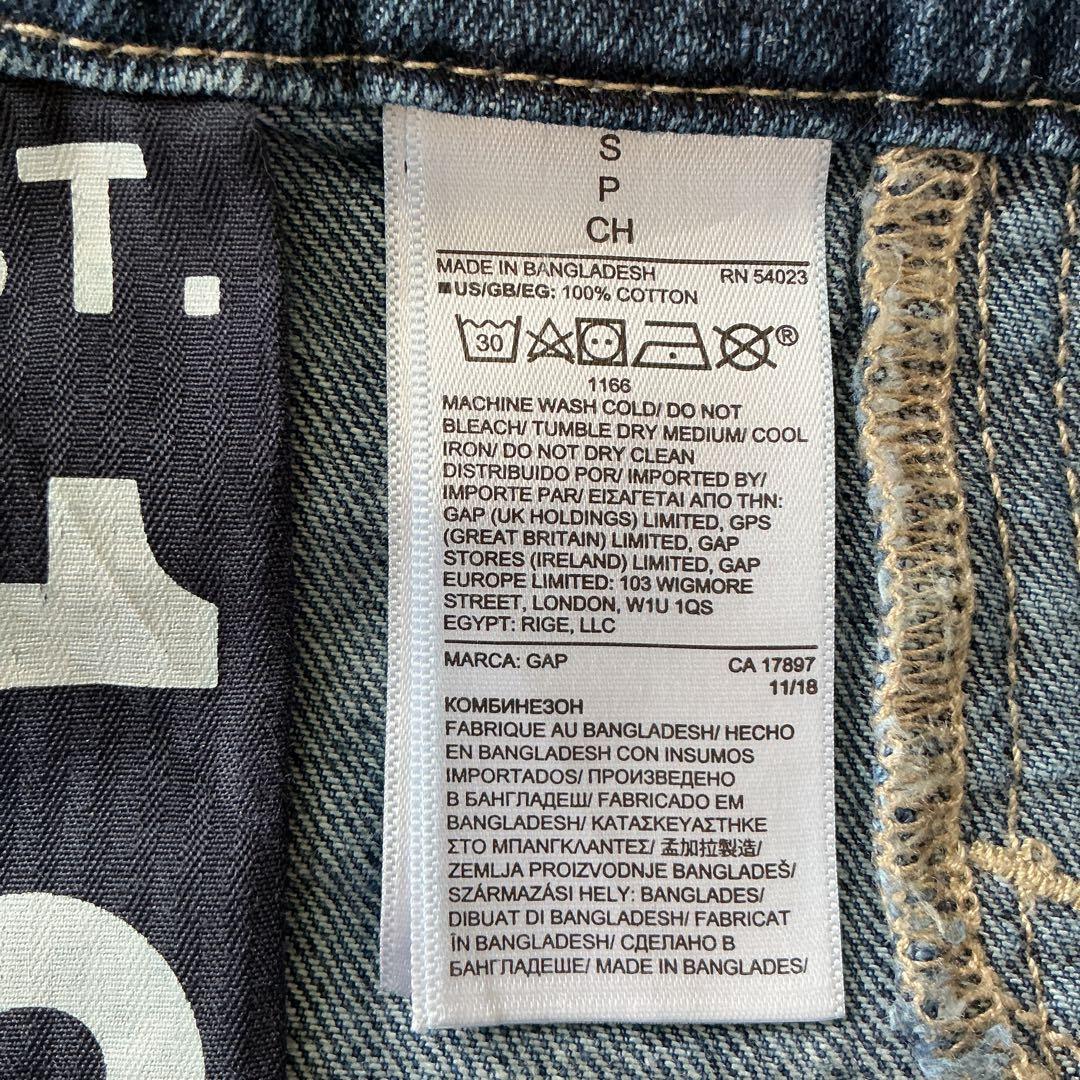 ST.
S
P
CH
MADE IN BANGLADESH RN 54023
■US/GB/EG: 100% COTTON
30 ®
1166
MACHINE WASH COLD/ DO NOT
BLEACH/ TUMBLE DRY MEDIUM/ COOL
IRON/ DO NOT DRY CLEAN
DISTRIBUIDO POR/ IMPORTED BY/
IMPORTE PAR/ ΕΙΣΑΓΕΤΑΙ ΑΠΟ ΤΗΝ:
GAP (UK HOLDINGS) LIMITED, GPS
(GREAT BRITAIN) LIMITED, GAP
STORES (IRELAND) LIMITED, GAP
EUROPE LIMITED: 103 WIGMORE
STREET, LONDON, W1U 1QS
EGYPT: RIGE, LLC
MARCA: GAP CA 17897
11/18
КОМБИНЕЗОН
FABRIQUE AU BANGLADESH/ HECHO
EN BANGLADESH CON INSUMOS
IMPORTADOS/ ПРОИЗВЕДЕНО
В БАНГЛАДЕШ/ FABRICADO EM
BANGLADESH/ ΚΑΤΑΣΚΕΥΑΣΤΗΚΕ
ΣΤΟ ΜΠΑΝΓΚΛΑΝΤΕΣ/ 孟加拉製造/
ZEMLJA PROIZVODNJE BANGLADEŠ/
SZÁRMAZÁSI HELY: BANGLADES/
DIBUAT DI BANGLADESH/ FABRICAT
ÎN BANGLADESH/ СДЕЛАНО В
БАНГЛАДЕШЕ/ MADE IN BANGLADES/